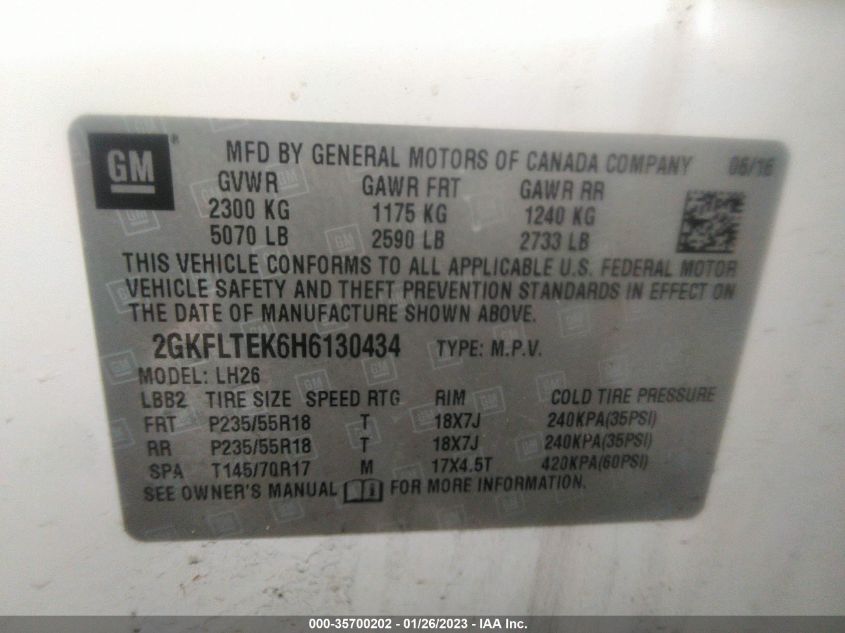 GM ® MFD BY GENERAL MOTORS OF CANADA COMPANY 06/16
GVWR GAWR FRT GAWR RR
2300 KG 1175 KG 1240 KG
5070 LB 2590 LB 2733 LB
THIS VEHICLE CONFORMS TO ALL APPLICABLE U.S. FEDERAL MOTOR
VEHICLE SAFETY AND THEFT PREVENTION STANDARDS IN EFFECT ON
THE DATE OF MANUFACTURE SHOWN ABOVE.
2GKFLTEK6H6130434 TYPE: M.P.V.
MODEL: LH26
LBB2 TIRE SIZE SPEED RTG RIM COLD TIRE PRESSURE
FRT P235/55R18 T 18X7J 240KPA(35PSI)
RR P235/55R18 T 18X7J 240KPA(35PSI)
SPA T145/70R17 M 17X4.5T 420KPA(60PSI)
SEE OWNER'S MANUAL FOR MORE INFORMATION.
000-35700202 - 01/26/2023 - IAA Inc.